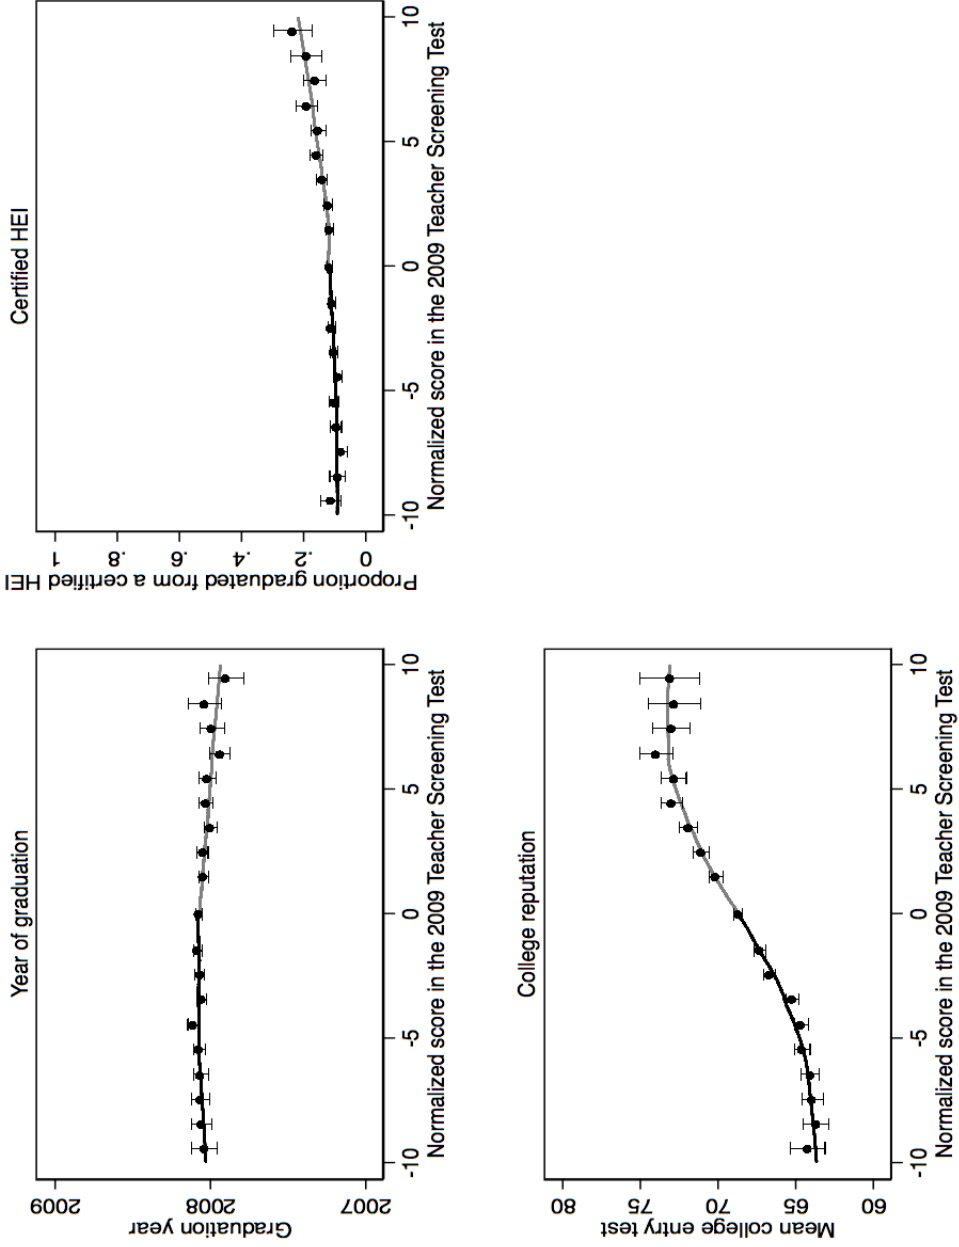 Year of graduation
Graduation year
2009
2008
2007
-10 -5 0 5 10
Normalized score in the 2009 Teacher Screening Test
Certified HEI
Proportion graduated from a certified HEI
1
.8
.6
.4
.2
0
-10 -5 0 5 10
Normalized score in the 2009 Teacher Screening Test
College reputation
Mean college entry test
80
75
70
65
60
-10 -5 0 5 10
Normalized score in the 2009 Teacher Screening Test